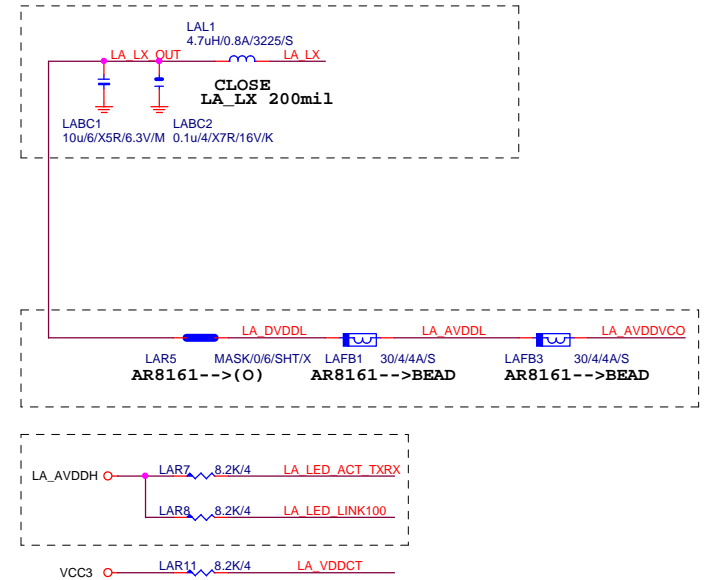 LAL1
4.7uH/0.8A/3225/S
LA_LX_OUT LA_LX
CLOSE
LA_LX 200mil
LABC1 LABC2
10u/6/X5R/6.3V/M 0.1u/4/X7R/16V/K
LA_DVDDL LA_AVDDL LA_AVDDVCO
LAR5 MASK/0/6/SHT/X LAFB1 30/4/4A/S LAFB3 30/4/4A/S
AR8161-->(O) AR8161-->BEAD AR8161-->BEAD
LA_AVDDH LAR7 8.2K/4 LA_LED_ACT_TXRX
LAR8 8.2K/4 LA_LED_LINK100
VCC3 LAR11 8.2K/4 LA_VDDCT